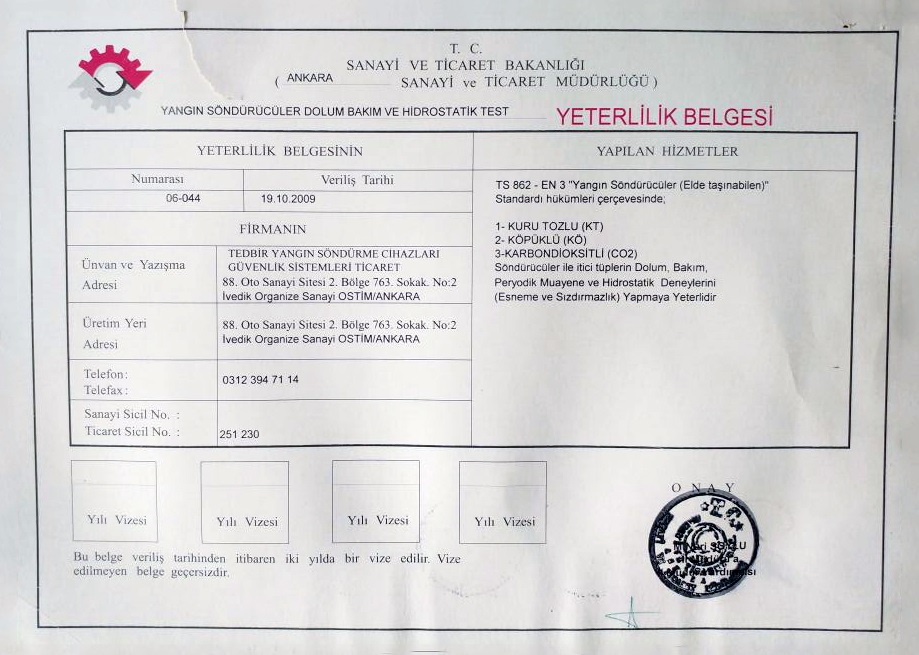 T. C.
SANAYİ VE TİCARET BAKANLIĞI
( ANKARA SANAYİ ve TİCARET MÜDÜRLÜĞÜ )
YANGIN SÖNDÜRÜCÜLER DOLUM BAKIM VE HİDROSTATİK TEST YETERLİLİK BELGESİ
YETERLİLİK BELGESİNİN
Numarası Veriliş Tarihi
06-044 19.10.2009
FİRMANIN
Ünvan ve Yazışma
Adresi
TEDBİR YANGIN SÖNDÜRME CİHAZLARI
GÜVENLİK SİSTEMLERİ TİCARET
88. Oto Sanayi Sitesi 2. Bölge 763. Sokak. No:2
İvedik Organize Sanayi OSTİM/ANKARA
Üretim Yeri
Adresi
88. Oto Sanayi Sitesi 2. Bölge 763. Sokak. No:2
İvedik Organize Sanayi OSTİM/ANKARA
Telefon:
Telefax:
0312 394 71 14
Sanayi Sicil No. :
Ticaret Sicil No. : 251 230
YAPILAN HİZMETLER
TS 862 - EN 3 "Yangın Söndürücüler (Elde taşınabilen)"
Standardı hükümleri çerçevesinde;
1- KURU TOZLU (KT)
2- KÖPÜKLÜ (KÖ)
3-KARBONDİOKSİTLİ (CO2)
Söndürücüler ile itici tüplerin Dolum, Bakım,
Peryodik Muayene ve Hidrostatik Deneylerini
(Esneme ve Sızdırmazlık) Yapmaya Yeterlidir
Yılı Vizesi
Yılı Vizesi
Yılı Vizesi
Yılı Vizesi
Bu belge veriliş tarihinden itibaren iki yılda bir vize edilir. Vize
edilmeyen belge geçersizdir.
ONAY